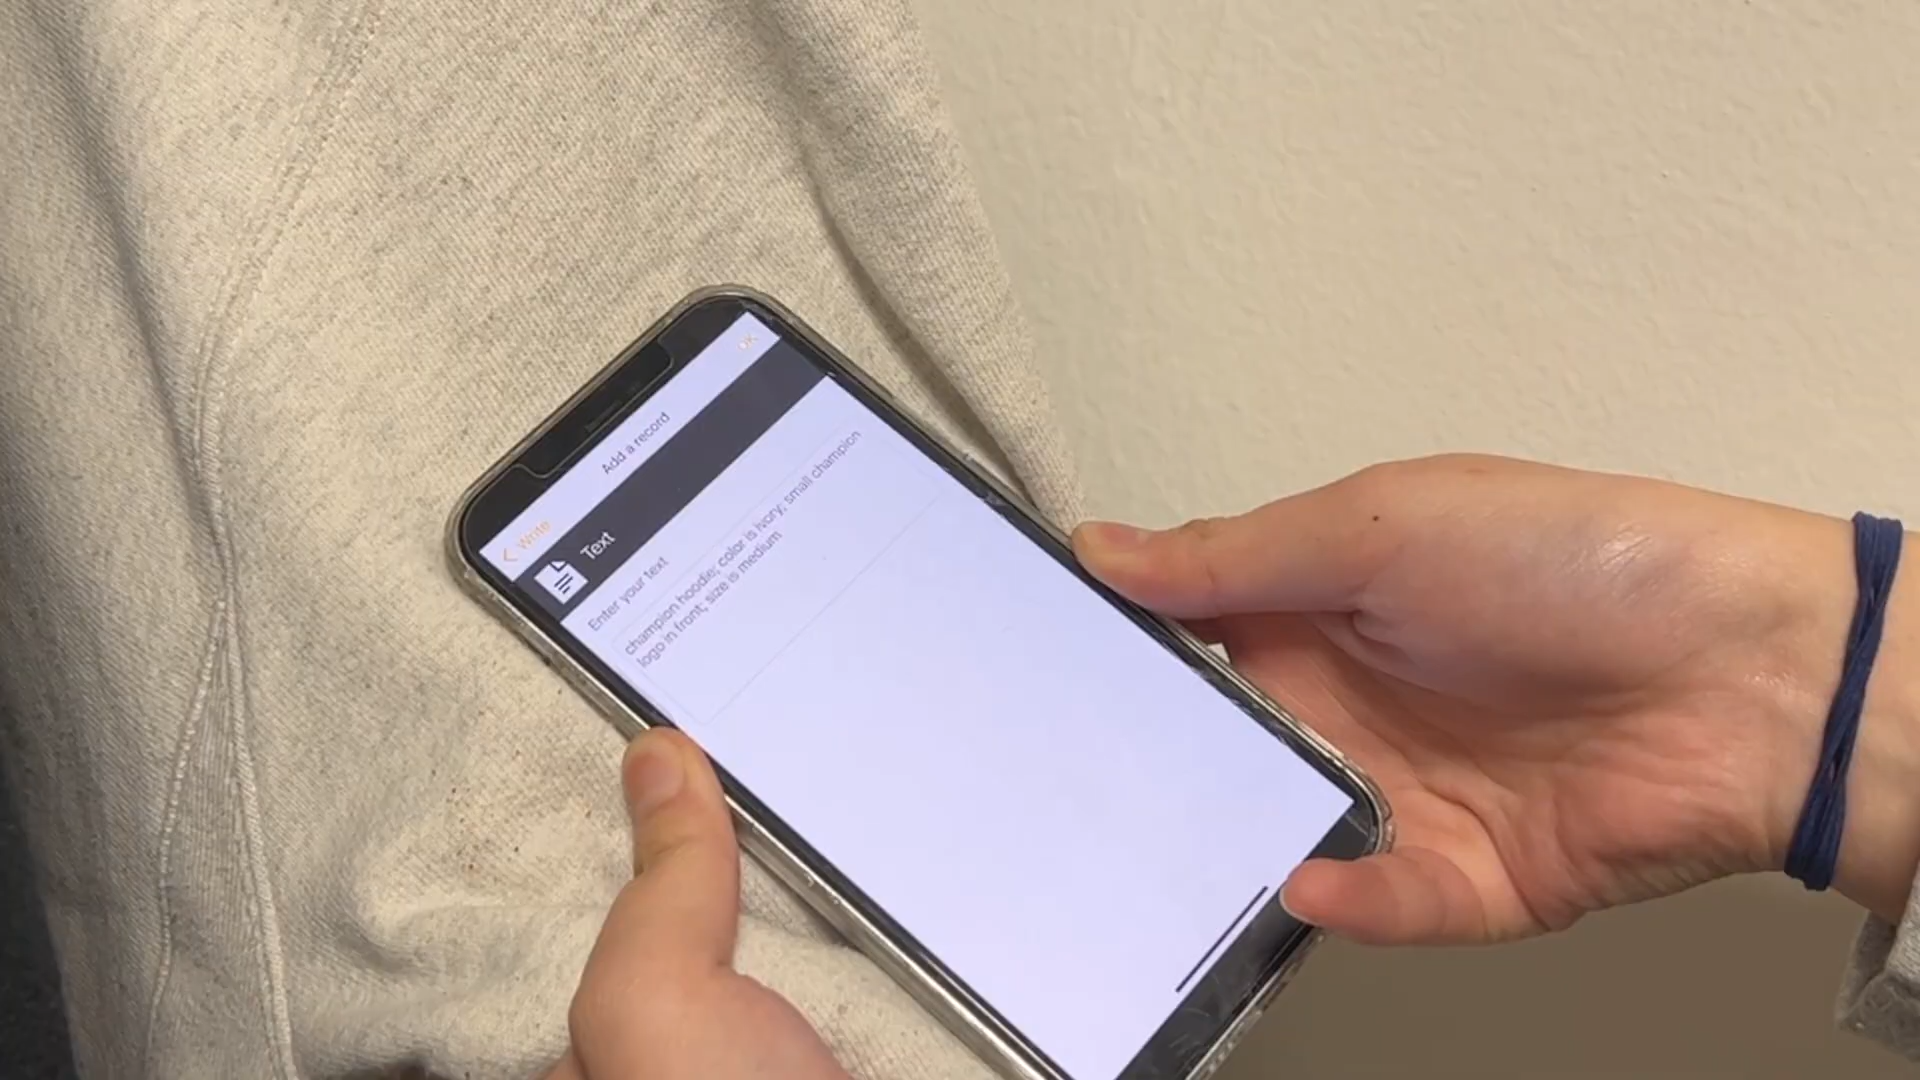 OK
Add a record
Write
Text
Enter your text
champion hoodie; color is ivory; small champion
logo in front; size is medium